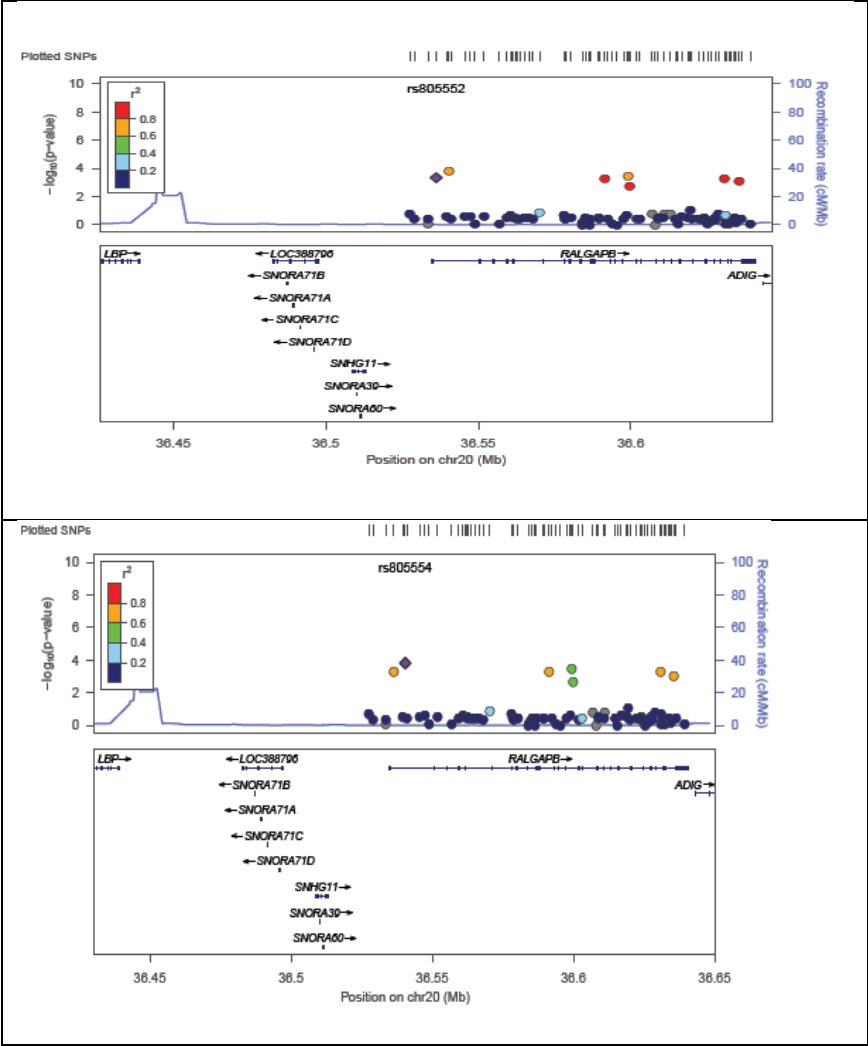 Plotted SNPs
rs805552
r²
0.8
0.6
0.4
0.2
10
8
6
4
2
0
−log10(p−value)
100
80
60
40
20
0
Recombination rate (cM/Mb)
LBP→
←LOC388796
RALGAPB→
←SNORA71B
ADIG→
←SNORA71A
←SNORA71C
←SNORA71D
SNHG11→
SNORA39→
SNORA60→
36.45 36.5 36.55 36.6
Position on chr20 (Mb)
Plotted SNPs
rs805554
r²
0.8
0.6
0.4
0.2
10
8
6
4
2
0
−log10(p−value)
100
80
60
40
20
0
Recombination rate (cM/Mb)
LBP→
←LOC388796
RALGAPB→
←SNORA71B
ADIG→
←SNORA71A
←SNORA71C
←SNORA71D
SNHG11→
SNORA39→
SNORA60→
36.45 36.5 36.55 36.6 36.65
Position on chr20 (Mb)